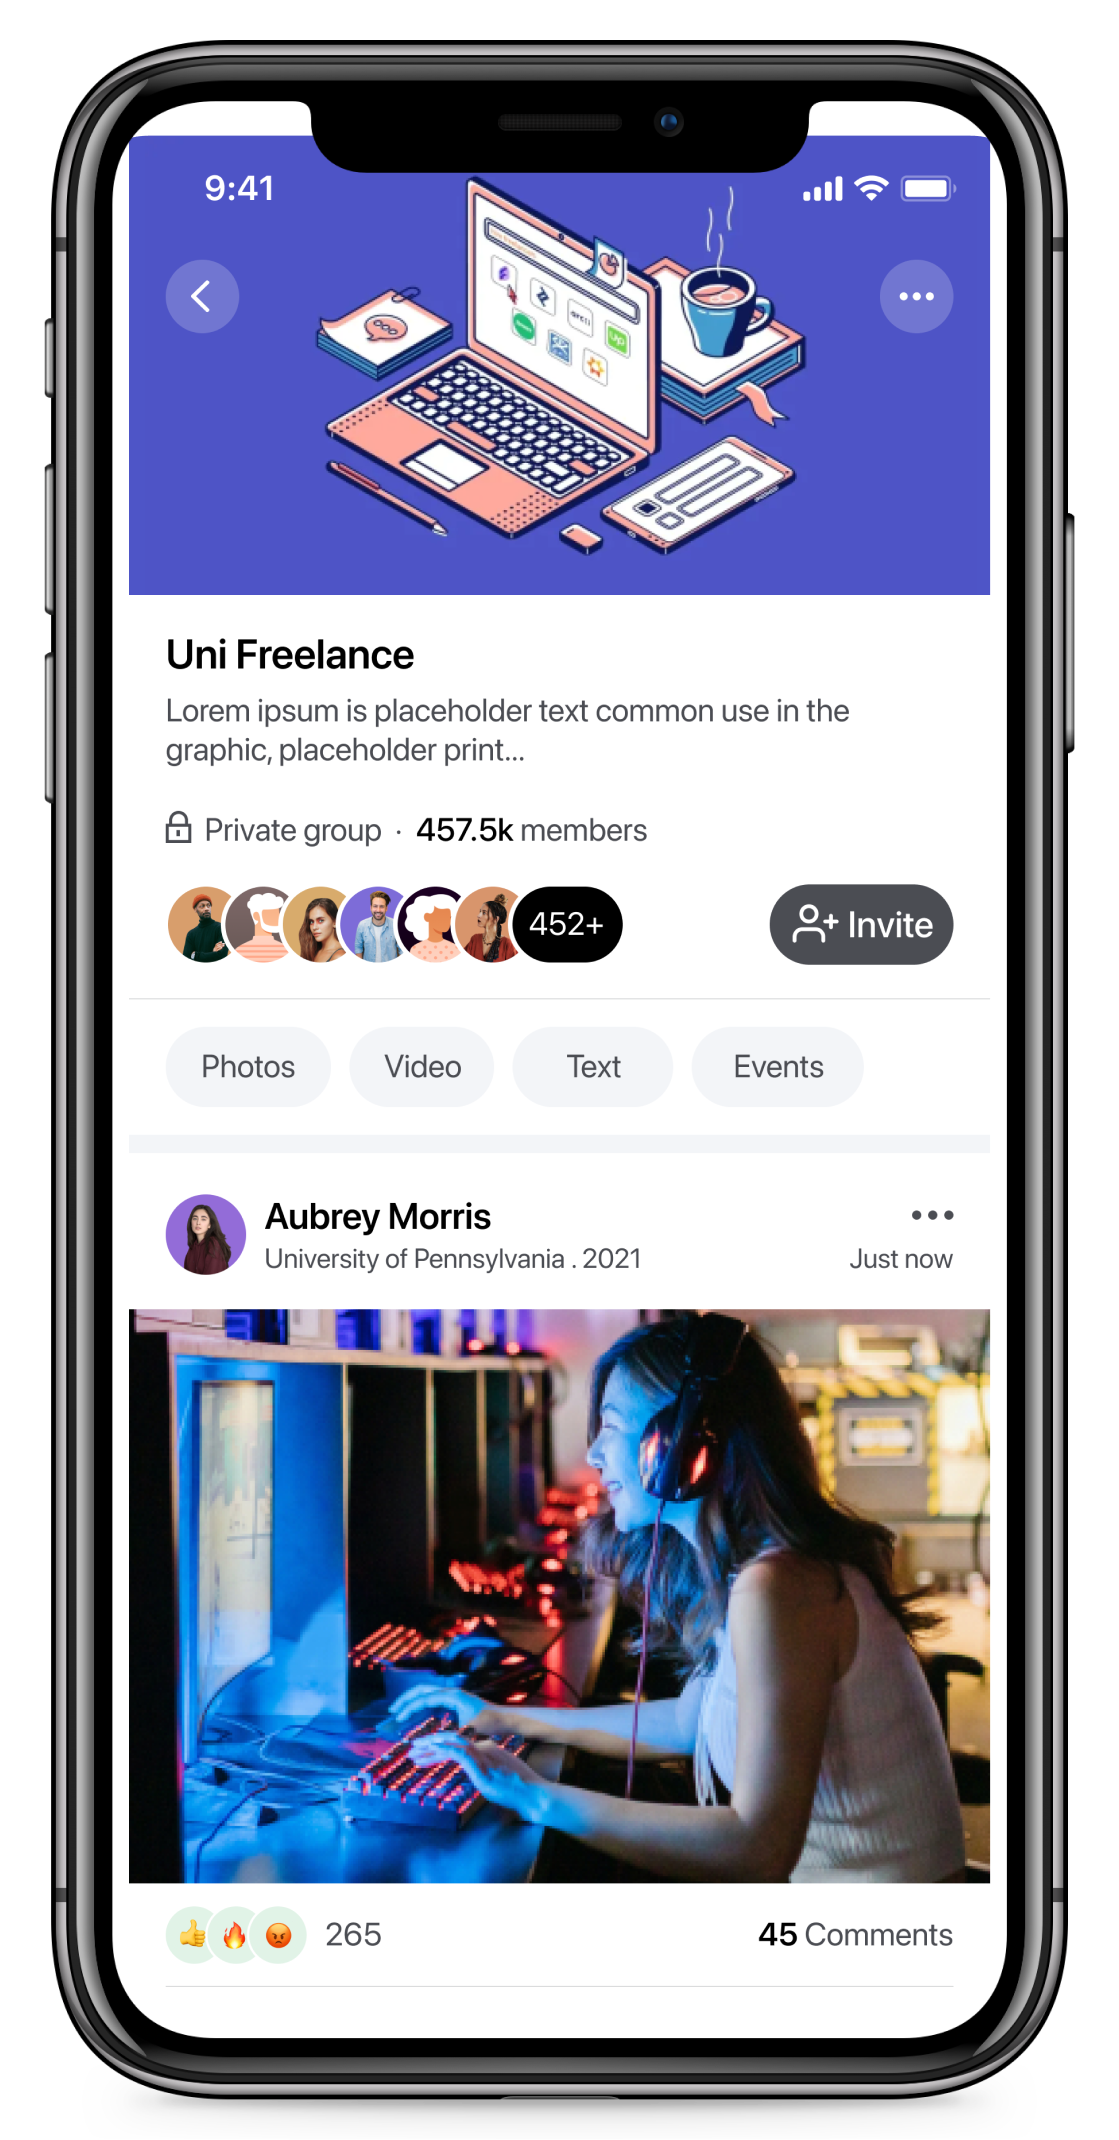 9:41
Up
Uni Freelance
Lorem ipsum is placeholder text common use in the
graphic, placeholder print...
Private group · 457.5k members
452+
Invite
Photos
Video
Text
Events
Aubrey Morris
University of Pennsylvania . 2021
Just now
265
45 Comments